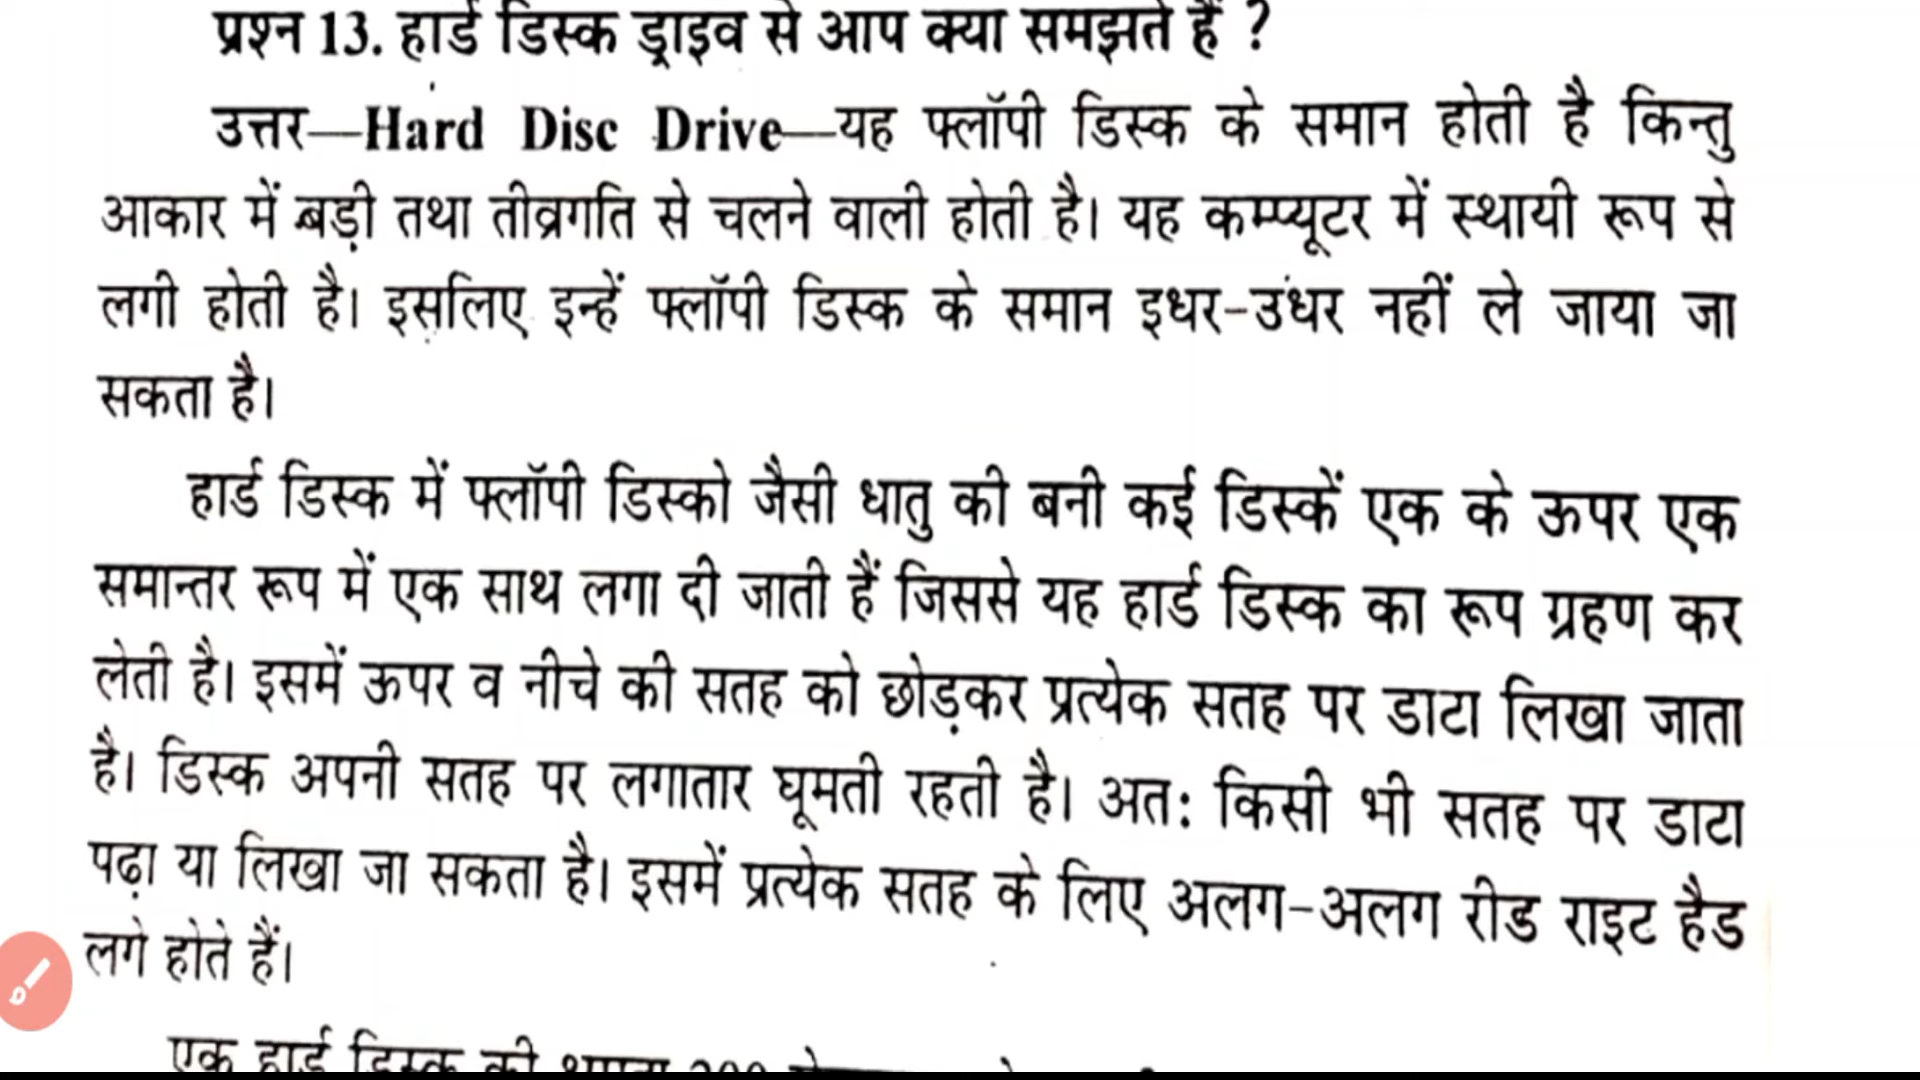 प्रश्न 13. हार्ड डिस्क ड्राइव से आप क्या समझते हैं ?
उत्तर—Hard Disc Drive—यह फ्लॉपी डिस्क के समान होती है किन्तु
आकार में बड़ी तथा तीव्रगति से चलने वाली होती है। यह कम्प्यूटर में स्थायी रूप से
लगी होती है। इसलिए इन्हें फ्लॉपी डिस्क के समान इधर-उधर नहीं ले जाया जा
सकता है।
हार्ड डिस्क में फ्लॉपी डिस्को जैसी धातु की बनी कई डिस्कें एक के ऊपर एक
समान्तर रूप में एक साथ लगा दी जाती हैं जिससे यह हार्ड डिस्क का रूप ग्रहण कर
लेती है। इसमें ऊपर व नीचे की सतह को छोड़कर प्रत्येक सतह पर डाटा लिखा जाता
है। डिस्क अपनी सतह पर लगातार घूमती रहती है। अतः किसी भी सतह पर डाटा
पढ़ा या लिखा जा सकता है। इसमें प्रत्येक सतह के लिए अलग-अलग रीड राइट हैड
लगे होते हैं।
एक हार्ड डिस्क की